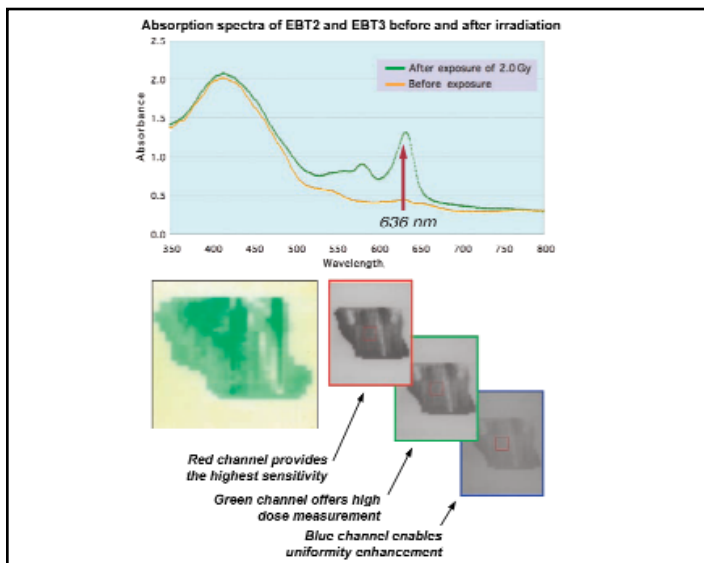 Absorption spectra of EBT2 and EBT3 before and after irradiation
2.5
2.0
1.5
1.0
0.5
0.0
Absorbance
After exposure of 2.0 Gy
Before exposure
636 nm
350 400 450 500 550 600 650 700 750 800
Wavelength
Red channel provides
the highest sensitivity
Green channel offers high
dose measurement
Blue channel enables
uniformity enhancement